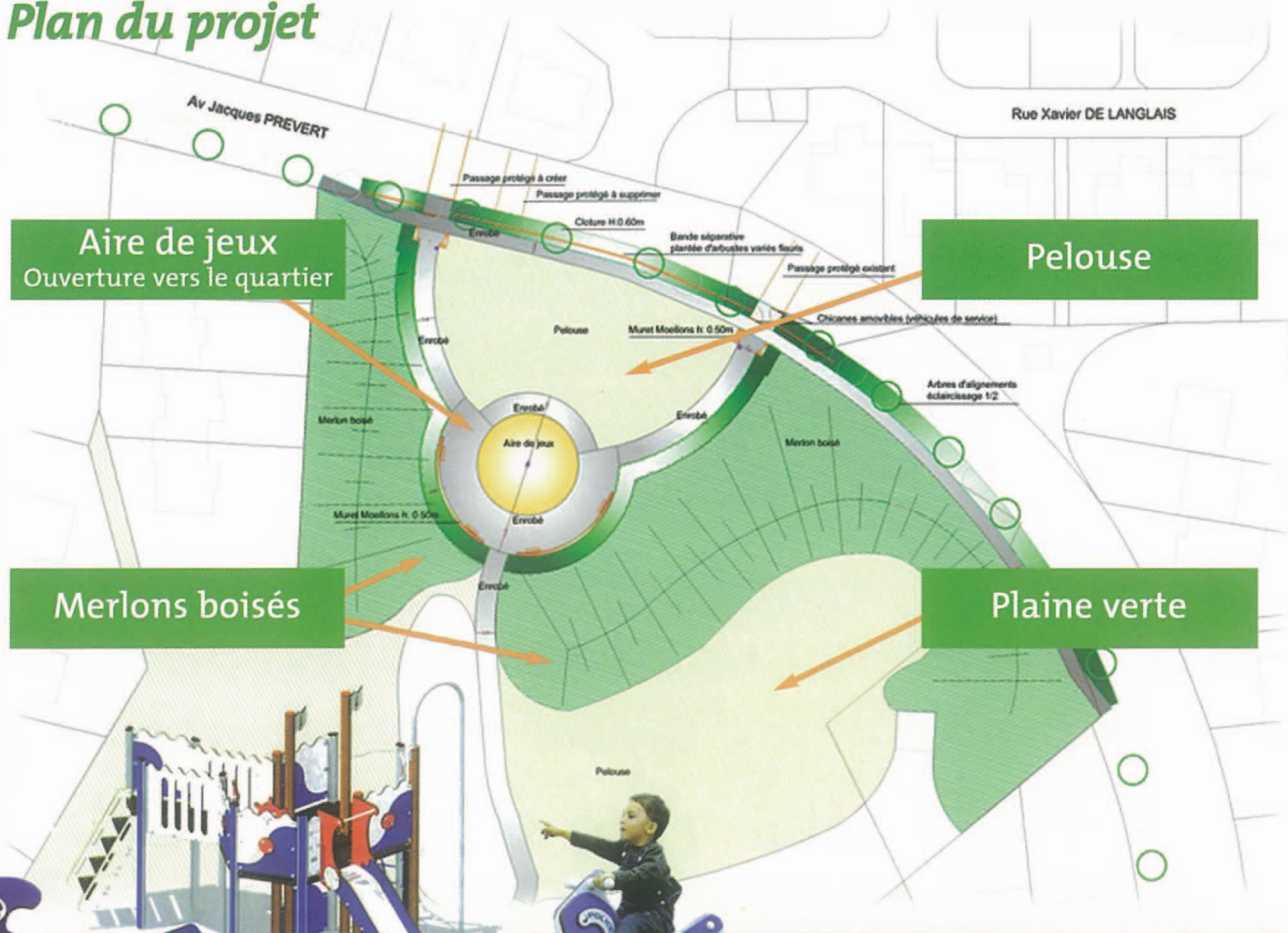 Plan du projet
Av Jacques PREVERT
Rue Xavier DE LANGLAIS
Passage protégé à créer
Passage protégé à supprimer
Cloture H:0.60m
Enrobé
Bande séparative
plantée d'arbustes variés fleuris
Passage protégé existant
Aire de jeux
Ouverture vers le quartier
Pelouse
Chicanes amovibles (véhicules de service)
Pelouse
Muret Moellons h: 0.50m
Enrobé
Arbres d'alignements
éclaircissage 1/2
Enrobé
Enrobé
Merlon boisé
Aire de jeux
Merlon boisé
Muret Moellons h: 0.50m
Enrobé
Enrobé
Merlons boisés
Plaine verte
Pelouse